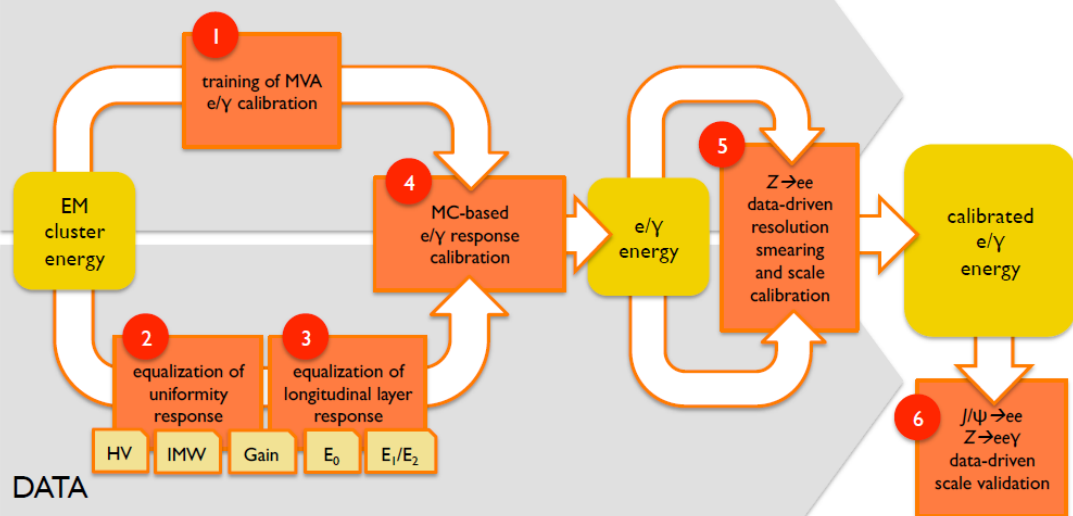 1
training of MVA
e/γ calibration
EM
cluster
energy
4
MC-based
e/γ response
calibration
2
equalization of
uniformity
response
3
equalization of
longitudinal layer
response
HV
IMW
Gain
E₀
E₁/E₂
DATA
e/γ
energy
5
Z→ee
data-driven
resolution
smearing
and scale
calibration
calibrated
e/γ
energy
6
J/ψ→ee
Z→eeγ
data-driven
scale validation